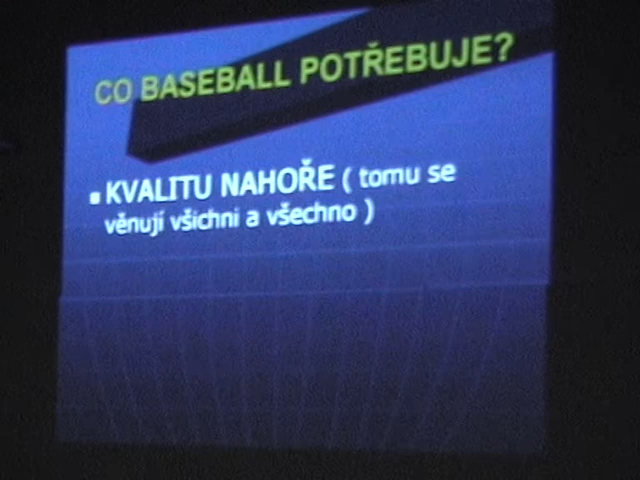 CO BASEBALL POTŘEBUJE?
KVALITU NAHOŘE ( tomu se
věnují všichni a všechno )